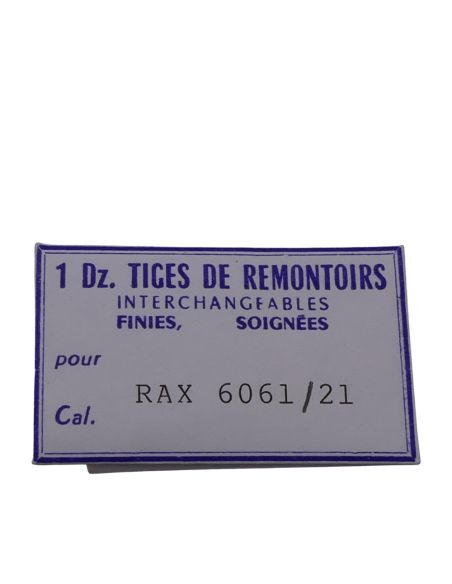 1 Dz. TIGES DE REMONTOIRS
INTERCHANGEABLES
FINIES, SOIGNÉES
pour
Cal. RAX 6061/21